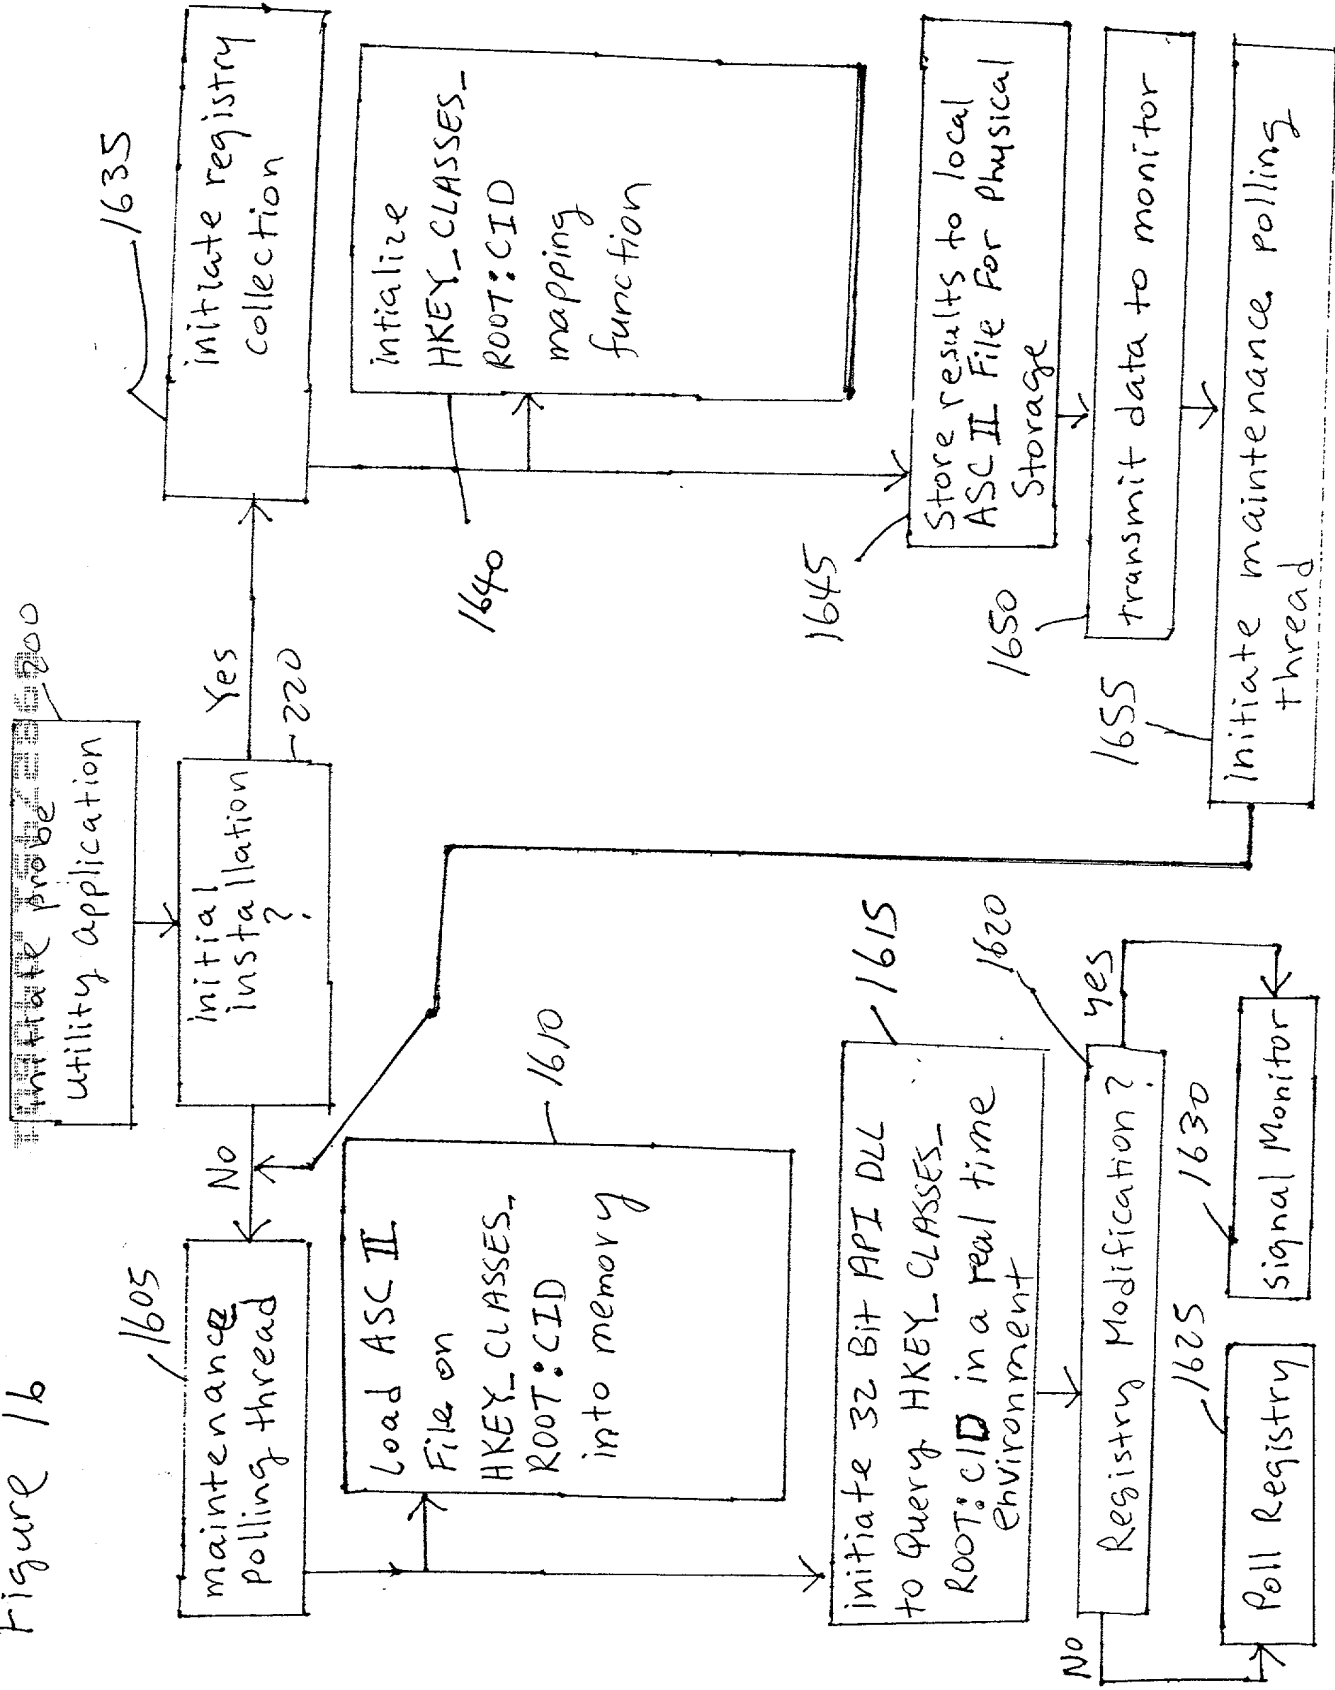 Figure 16
initiate probe
Utility application
200
initial
installation
?
220
Yes
No
maintenance
polling thread
1605
Load ASC II
File on
HKEY_CLASSES_
ROOT:CID
into memory
1610
initiate 32 Bit API DLL
to Query HKEY_CLASSES_
ROOT:CID in a real time
environment
1615
Registry Modification?
1620
No
yes
Poll Registry
1625
signal Monitor
1630
initiate registry
collection
1635
intialize
HKEY_CLASSES_
ROOT:CID
mapping
function
1640
Store results to local
ASC II File For Physical
Storage
1645
transmit data to monitor
1650
initiate maintenance polling
thread
1655